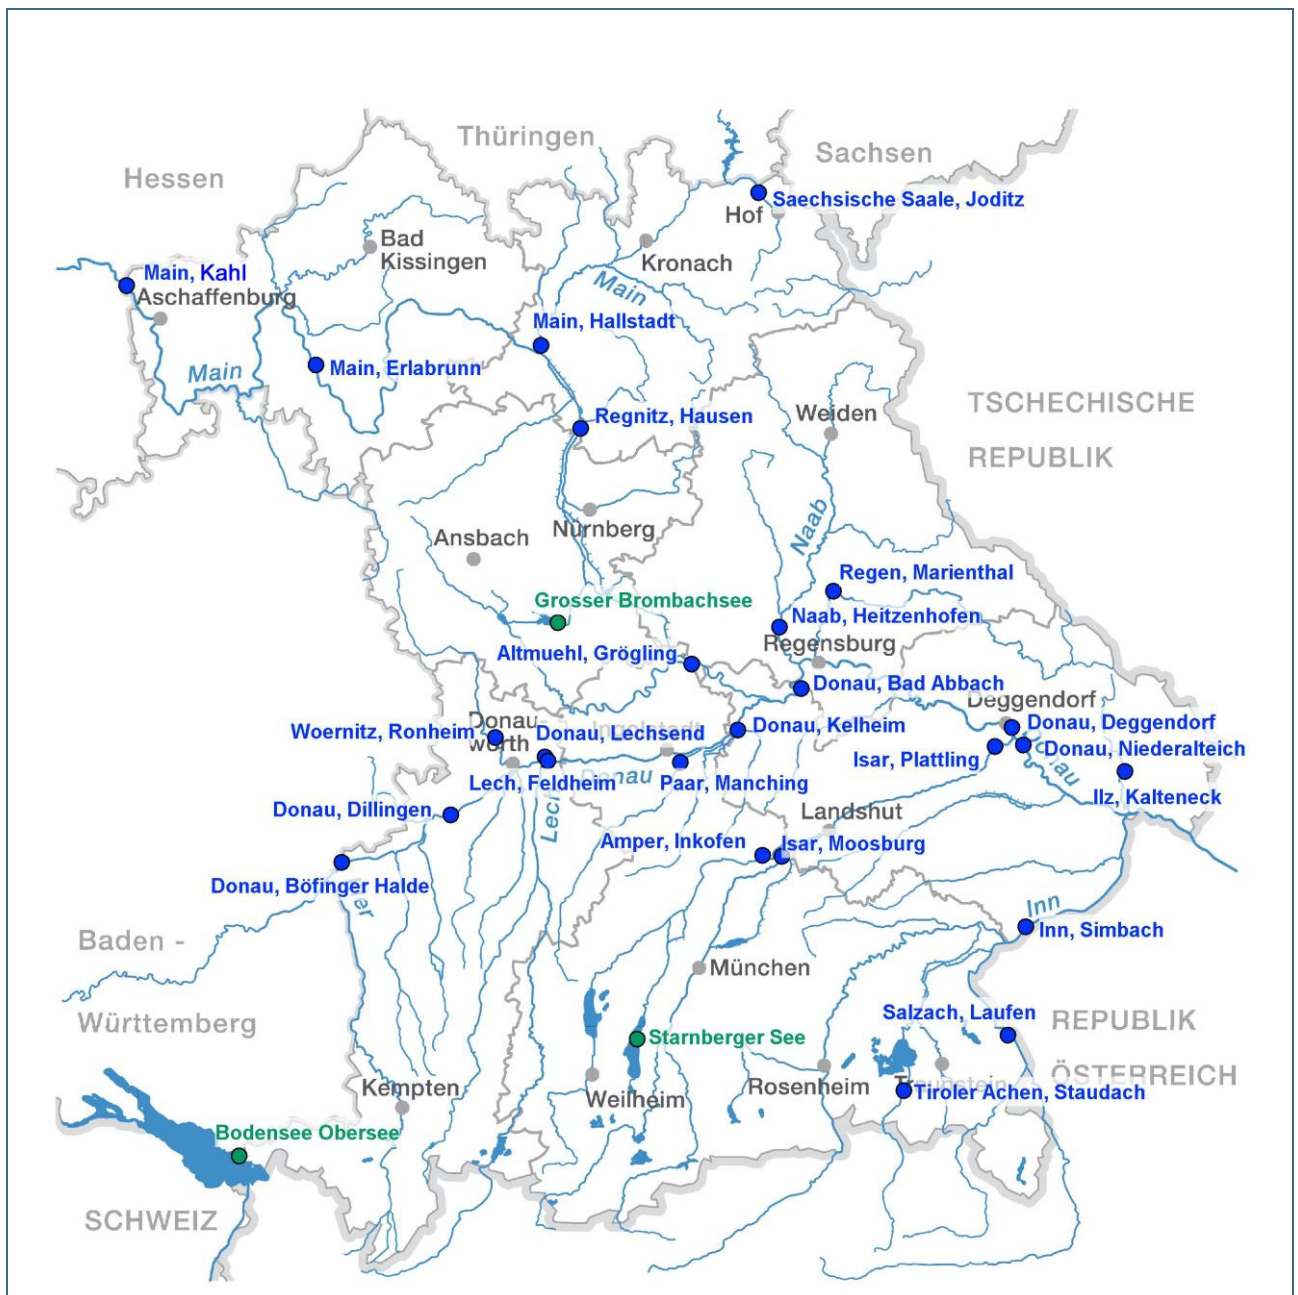 Thüringen
Sachsen
Hessen
Saechsische Saale, Joditz
Hof
Bad
Kissingen
Kronach
Main, Kahl
Aschaffenburg
Main
Main, Hallstadt
Main
Main, Erlabrunn
TSCHECHISCHE
REPUBLIK
Regnitz, Hausen
Weiden
Nürnberg
Naab
Ansbach
Regen, Marienthal
Grosser Brombachsee
Naab, Heitzenhofen
Regensburg
Altmuehl, Grögling
Donau, Bad Abbach
Deggendorf
Donau-
wörth
Ingolstadt
Woernitz, Ronheim
Donau, Lechsend
Donau, Kelheim
Donau, Deggendorf
Donau, Niederalteich
Isar, Plattling
Donau
Lech, Feldheim
Donau
Paar, Manching
Ilz, Kalteneck
Donau, Dillingen
Lech
Landshut
Amper, Inkofen
Isar, Moosburg
Donau, Böfinger Halde
Inn
Inn, Simbach
Baden -
Württemberg
München
Salzach, Laufen
REPUBLIK
ÖSTERREICH
Starnberger See
Kempten
Weilheim
Rosenheim
Traunstein
Tiroler Achen, Staudach
Bodensee Obersee
SCHWEIZ